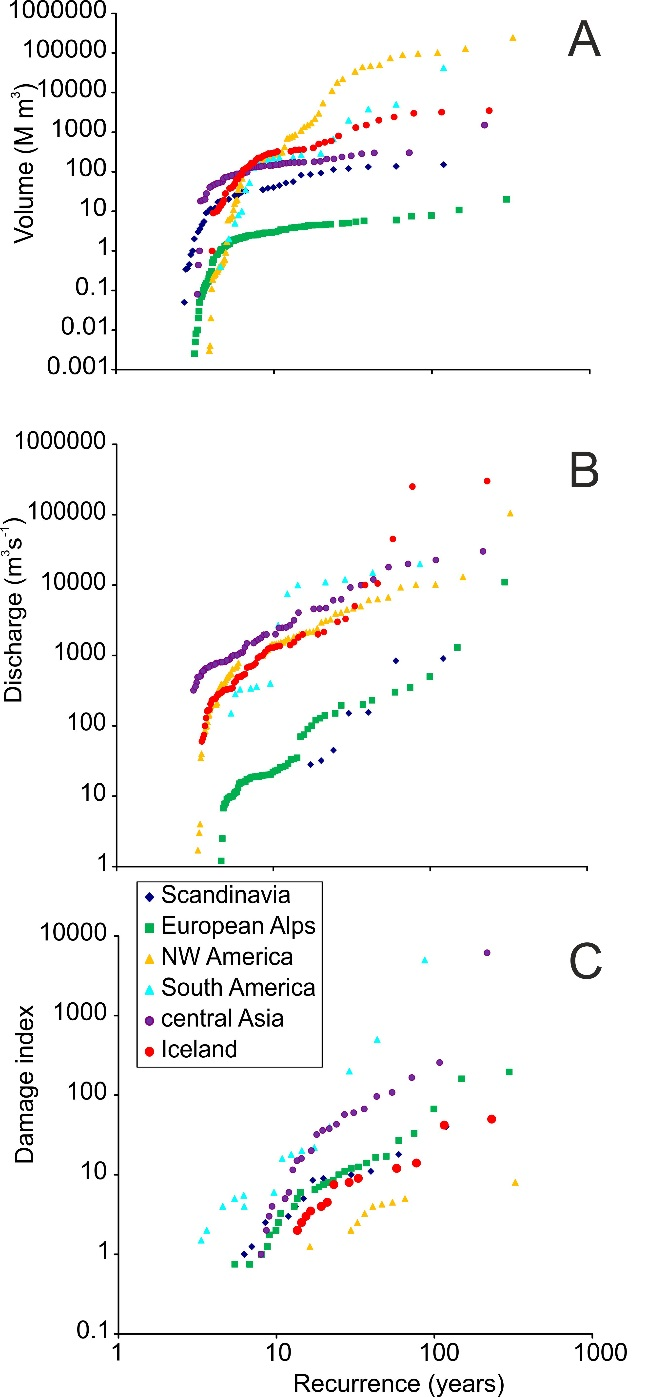 1000000
A
100000
10000
1000
100
10
1
0.1
0.01
0.001
Volume (M m³)
1000000
B
100000
10000
1000
100
10
1
Discharge (m³s⁻¹)
Scandinavia
European Alps
NW America
South America
central Asia
Iceland
10000
C
1000
100
10
1
0.1
Damage index
1
10
100
1000
Recurrence (years)